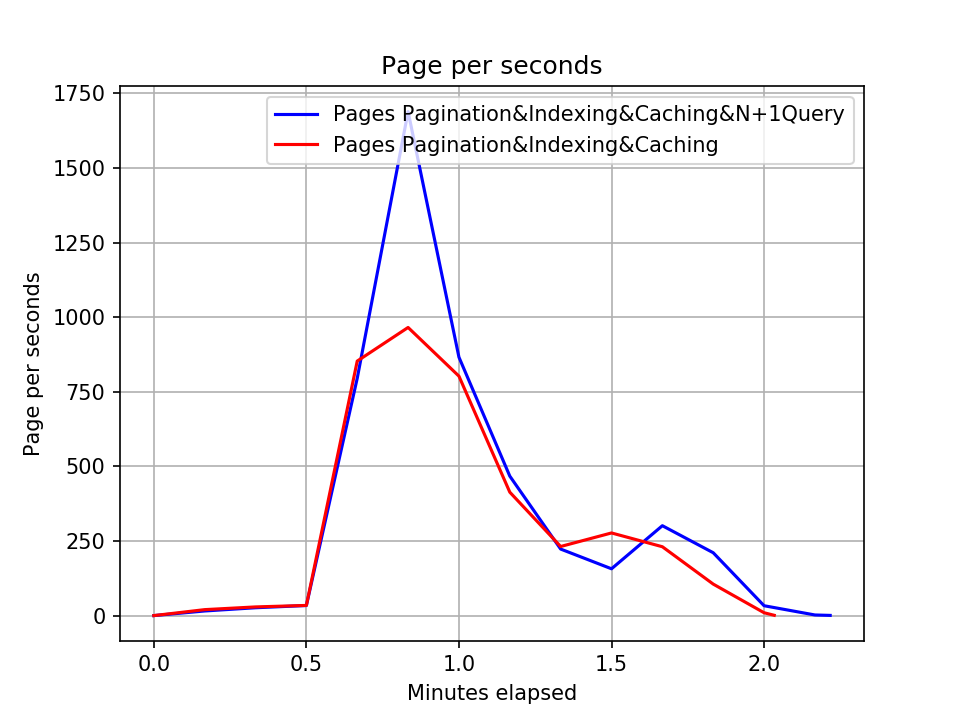 Page per seconds
1750
1500
1250
1000
750
500
250
0
Page per seconds
Pages Pagination&Indexing&Caching&N+1Query
Pages Pagination&Indexing&Caching
0.0 0.5 1.0 1.5 2.0
Minutes elapsed